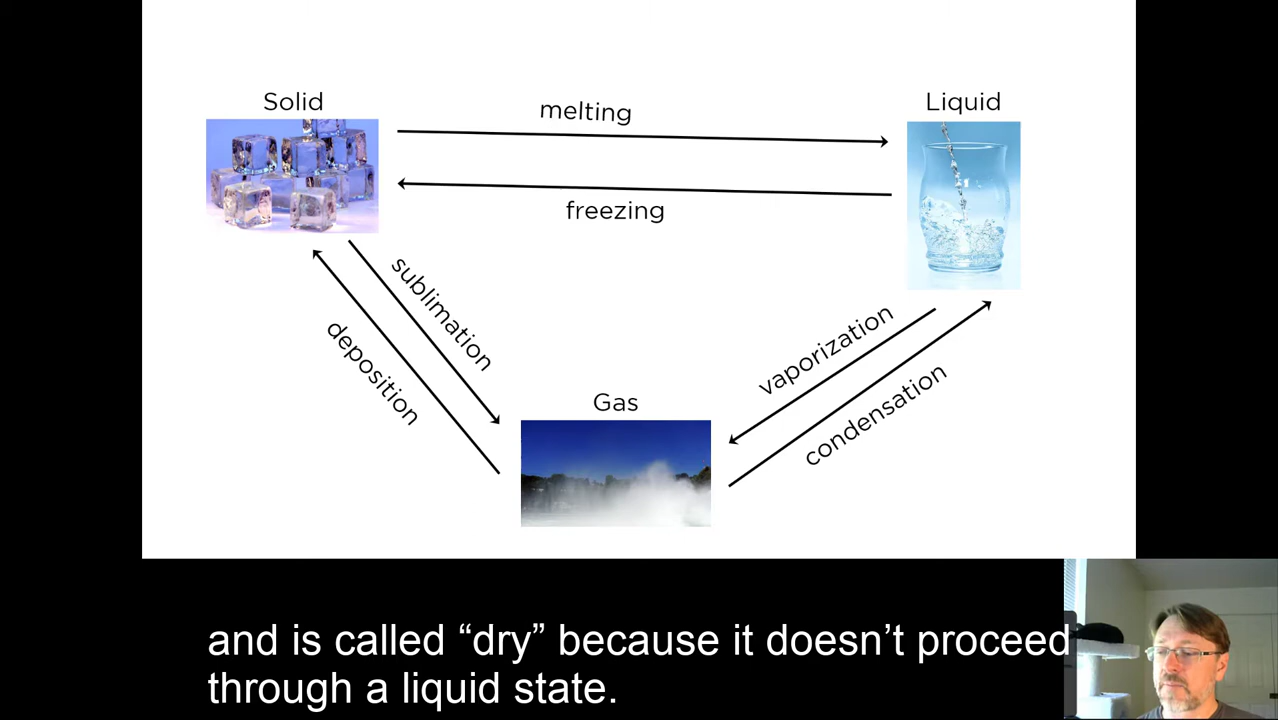 Solid
melting
Liquid
freezing
sublimation
deposition
vaporization
condensation
Gas
and is called “dry” because it doesn’t proceed
through a liquid state.